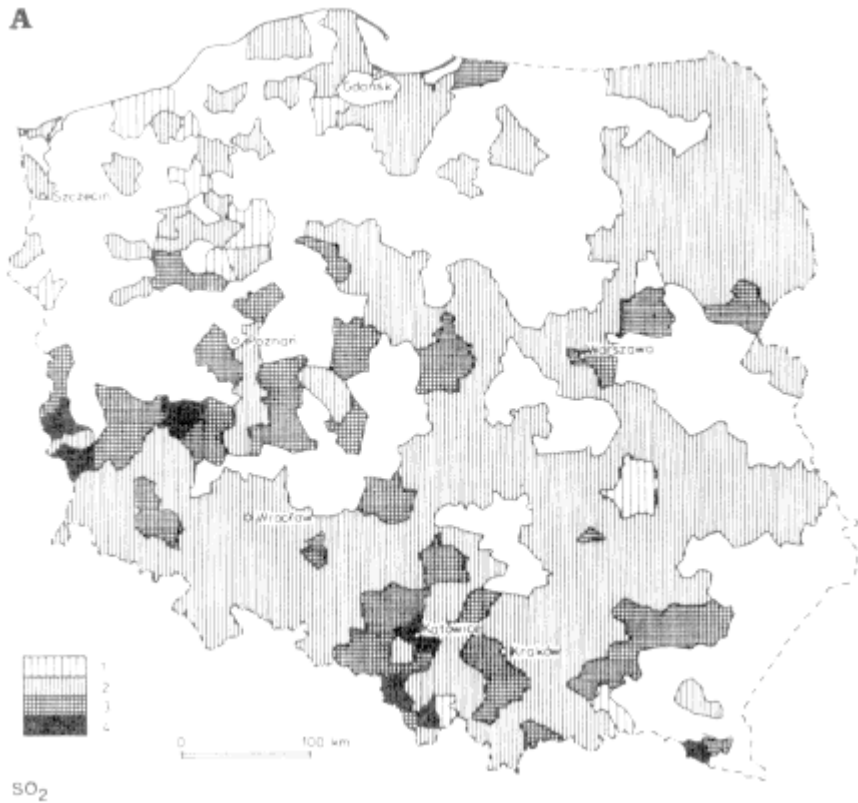 A
Gdańsk
Szczecin
Poznań
Warszawa
Wrocław
Katowice
Kraków
1
2
3
4
0 100 km
SO2